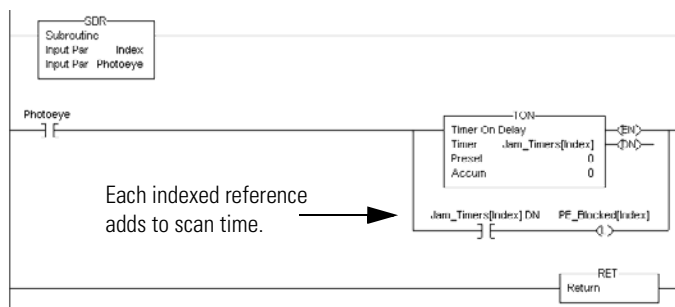 SBR
Subroutine
Input Par Index
Input Par Photoeye
Photoeye
TON
Timer On Delay
Timer Jam_Timers[Index]
Preset 0
Accum 0
EN
DN
Each indexed reference
adds to scan time.
Jam_Timers[Index].DN PE_Blocked[Index]
L
RET
Return